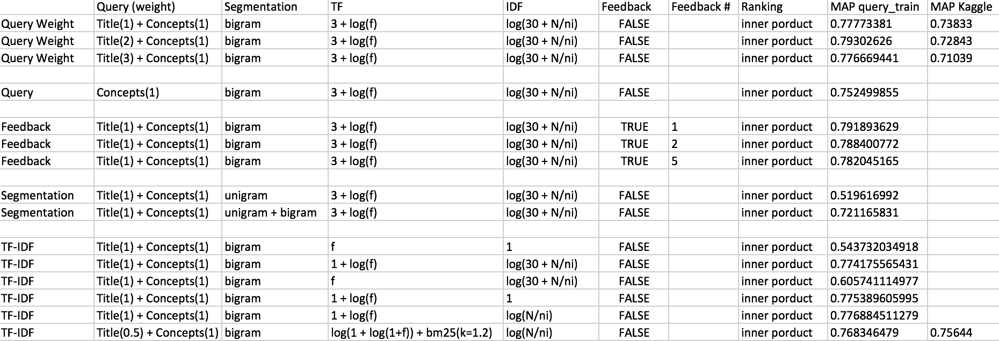 Query (weight) Segmentation TF IDF Feedback Feedback # Ranking MAP query_train MAP Kaggle
Query Weight Title(1) + Concepts(1) bigram 3 + log(f) log(30 + N/ni) FALSE inner porduct 0.77773381 0.73833
Query Weight Title(2) + Concepts(1) bigram 3 + log(f) log(30 + N/ni) FALSE inner porduct 0.79302626 0.72843
Query Weight Title(3) + Concepts(1) bigram 3 + log(f) log(30 + N/ni) FALSE inner porduct 0.776669441 0.71039
Query Concepts(1) bigram 3 + log(f) log(30 + N/ni) FALSE inner porduct 0.752499855
Feedback Title(1) + Concepts(1) bigram 3 + log(f) log(30 + N/ni) TRUE 1 inner porduct 0.791893629
Feedback Title(1) + Concepts(1) bigram 3 + log(f) log(30 + N/ni) TRUE 2 inner porduct 0.788400772
Feedback Title(1) + Concepts(1) bigram 3 + log(f) log(30 + N/ni) TRUE 5 inner porduct 0.782045165
Segmentation Title(1) + Concepts(1) unigram 3 + log(f) log(30 + N/ni) FALSE inner porduct 0.519616992
Segmentation Title(1) + Concepts(1) unigram + bigram 3 + log(f) log(30 + N/ni) FALSE inner porduct 0.721165831
TF-IDF Title(1) + Concepts(1) bigram f 1 FALSE inner porduct 0.543732034918
TF-IDF Title(1) + Concepts(1) bigram 1 + log(f) log(30 + N/ni) FALSE inner porduct 0.774175565431
TF-IDF Title(1) + Concepts(1) bigram f log(30 + N/ni) FALSE inner porduct 0.605741114977
TF-IDF Title(1) + Concepts(1) bigram 1 + log(f) 1 FALSE inner porduct 0.775389605995
TF-IDF Title(1) + Concepts(1) bigram 1 + log(f) log(N/ni) FALSE inner porduct 0.776884511279
TF-IDF Title(0.5) + Concepts(1) bigram log(1 + log(1+f)) + bm25(k=1.2) log(N/ni) FALSE inner porduct 0.768346479 0.75644